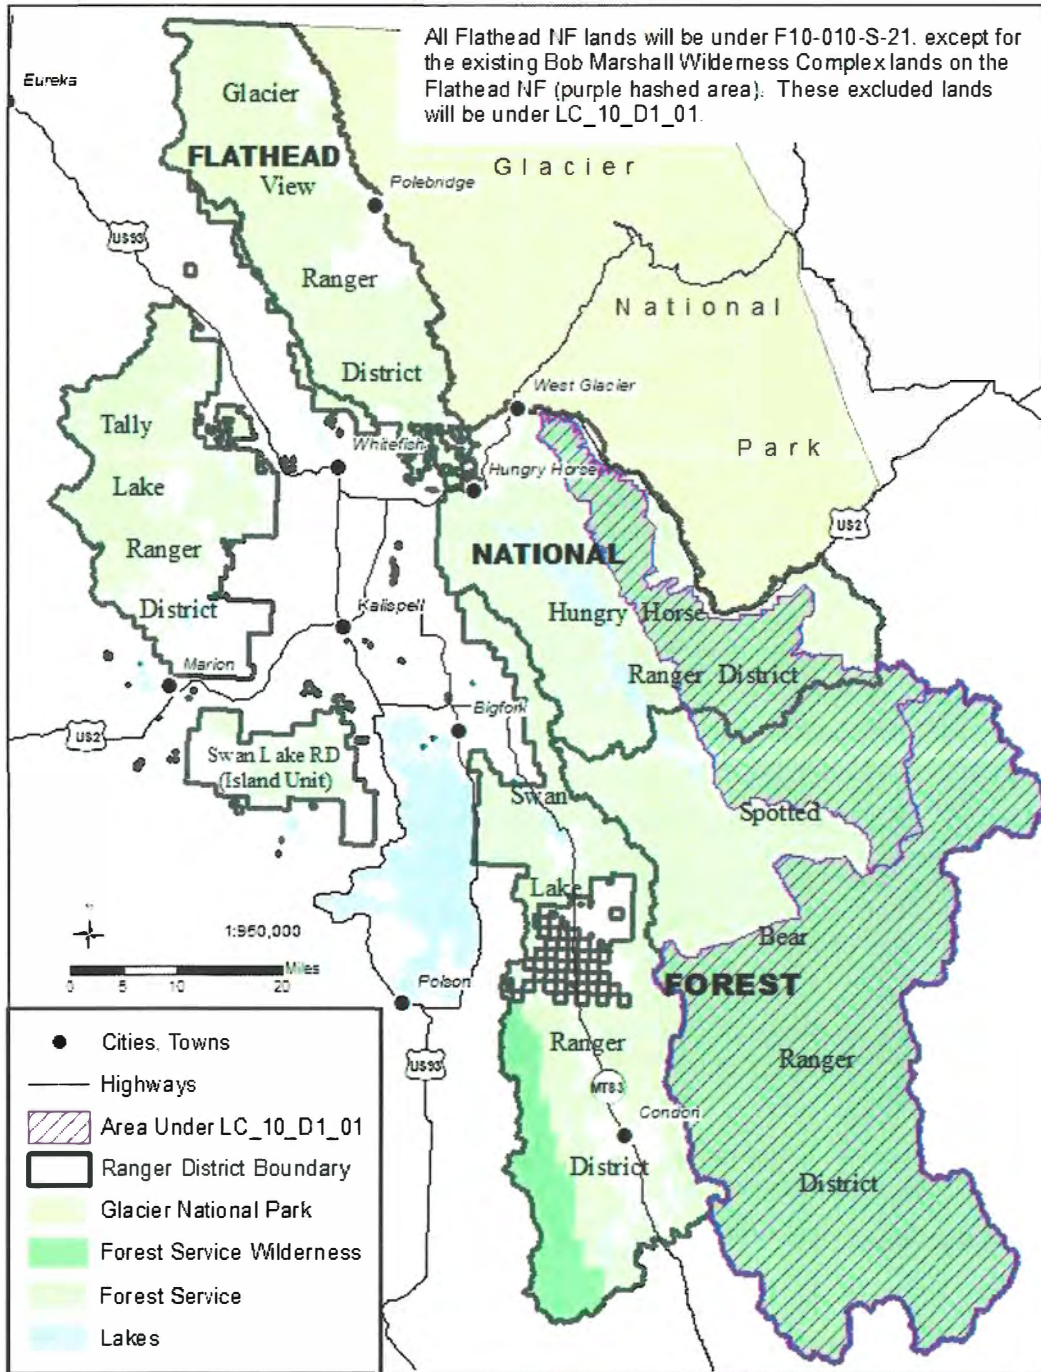 All Flathead NF lands will be under F10-010-S-21. except for
the existing Bob Marshall Wilderness Complex lands on the
Flathead NF (purple hashed area). These excluded lands
will be under LC_10_D1_01.
Eureka
Glacier
FLATHEAD
View
Polebridge
Glacier
US93
Ranger
National
District
West Glacier
Tally
Whitefish
Hungry Horse
Park
Lake
US2
Ranger
NATIONAL
District
Kalispell
Hungry Horse
Marion
Ranger District
US2
Bigfork
Swan Lake RD
(Island Unit)
Swan
Spotted
Lake
Bear
1:950,000
Miles
0 5 10 20
Polson
FOREST
Ranger
Ranger
US93
MT83
Condon
District
District
Cities, Towns
Highways
Area Under LC_10_D1_01
Ranger District Boundary
Glacier National Park
Forest Service Wilderness
Forest Service
Lakes